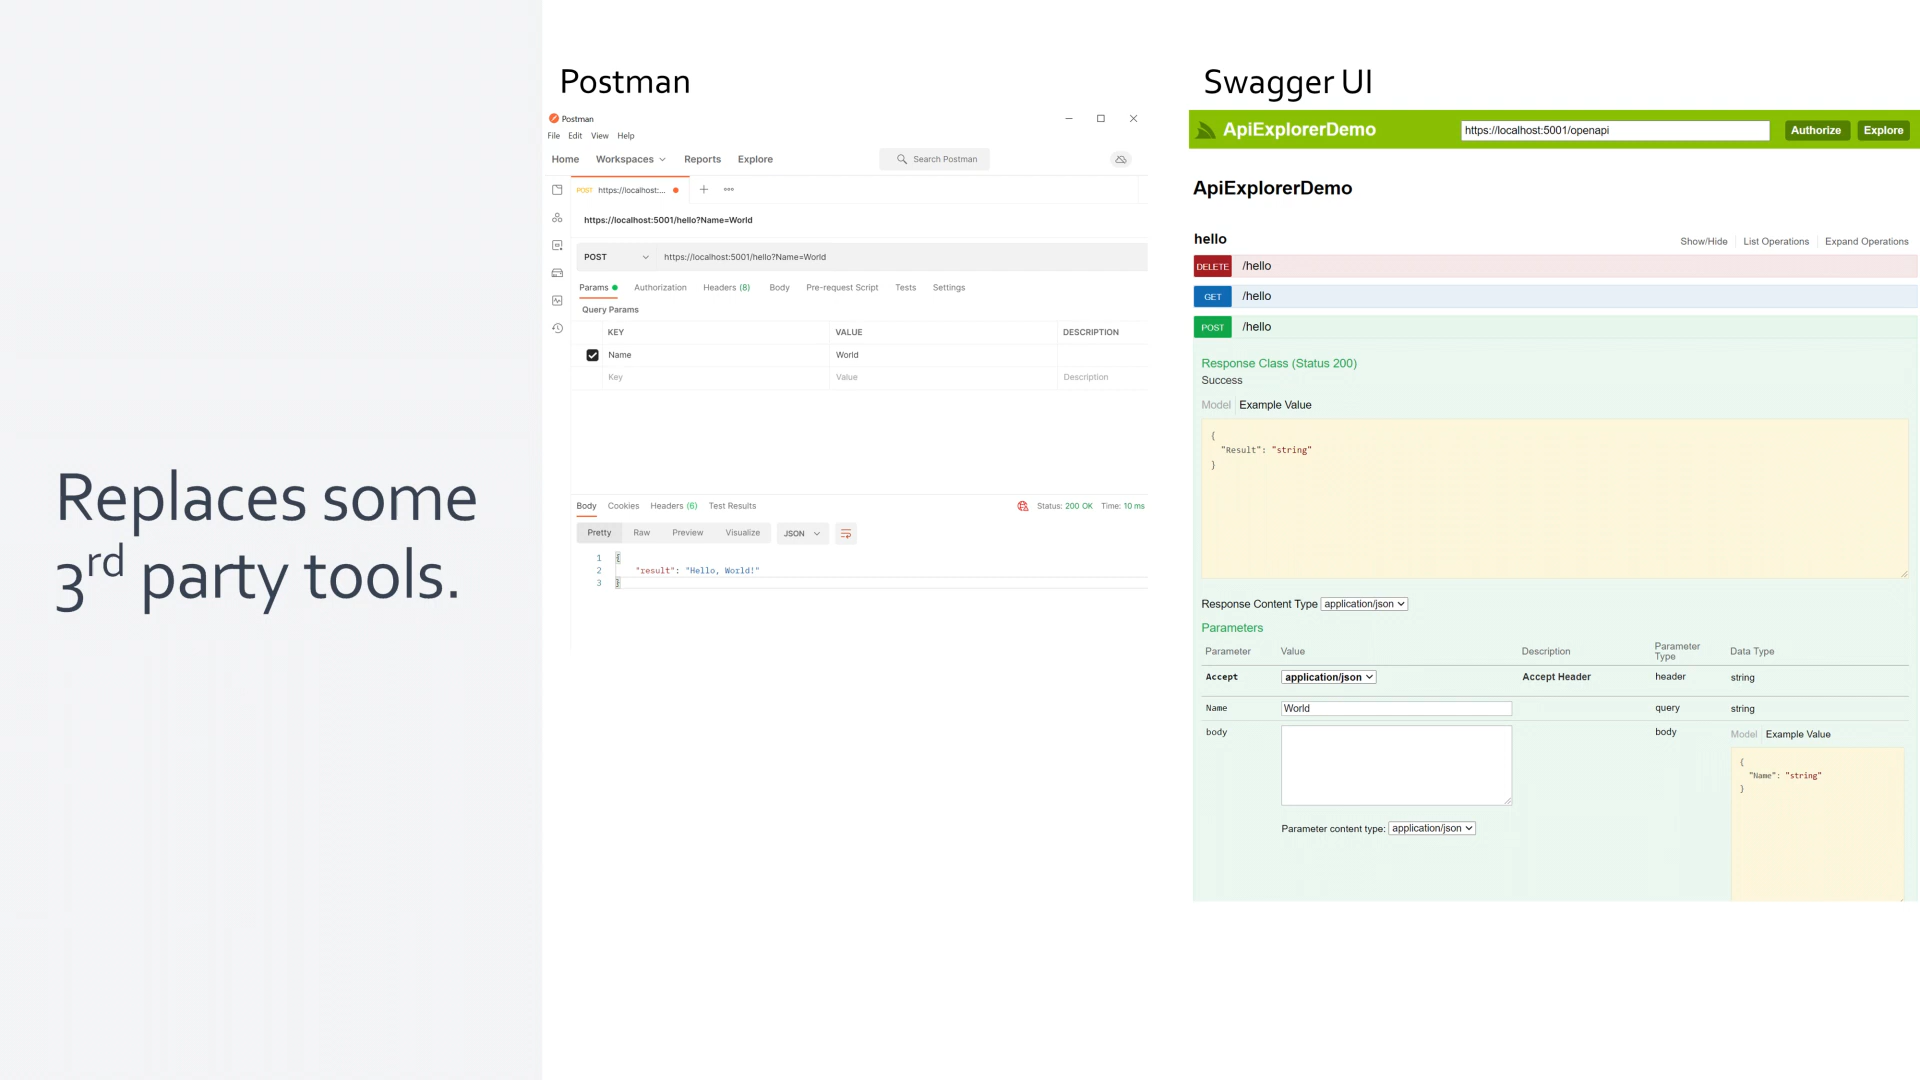 Replaces some
3rd party tools.
Postman
Postman
File Edit View Help
Home Workspaces Reports Explore Search Postman
POST https://localhost:... + ooo
https://localhost:5001/hello?Name=World
POST https://localhost:5001/hello?Name=World
Params Authorization Headers (8) Body Pre-request Script Tests Settings
Query Params
KEY VALUE DESCRIPTION
Name World
Key Value Description
Body Cookies Headers (6) Test Results Status: 200 OK Time: 10 ms
Pretty Raw Preview Visualize JSON
1 {
2 "result": "Hello, World!"
3 }
Swagger UI
ApiExplorerDemo https://localhost:5001/openapi Authorize Explore
ApiExplorerDemo
hello Show/Hide List Operations Expand Operations
DELETE /hello
GET /hello
POST /hello
Response Class (Status 200)
Success
Model Example Value
{
"Result": "string"
}
Response Content Type application/json
Parameters
Parameter Value Description Parameter Type Data Type
Accept application/json Accept Header header string
Name World query string
body body Model Example Value
{
"Name": "string"
}
Parameter content type: application/json